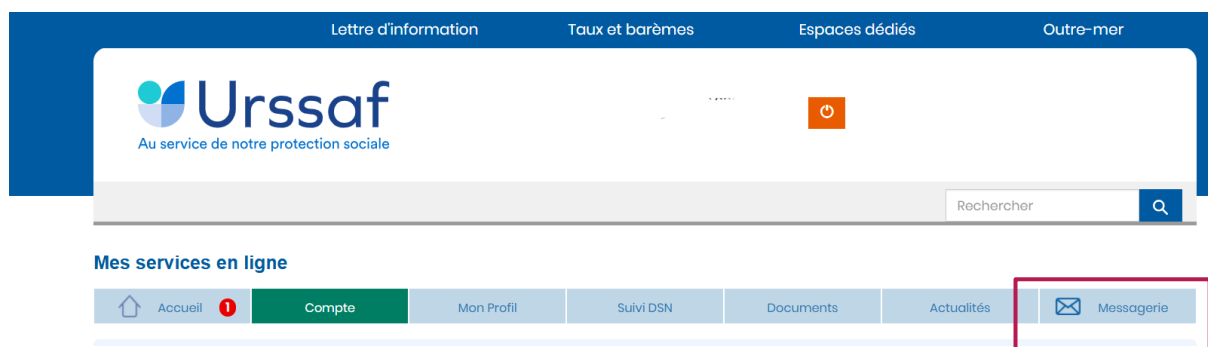 Lettre d'information Taux et barèmes Espaces dédiés Outre-mer
Urssaf
Au service de notre protection sociale
Rechercher
Mes services en ligne
Accueil 1 Compte Mon Profil Suivi DSN Documents Actualités Messagerie